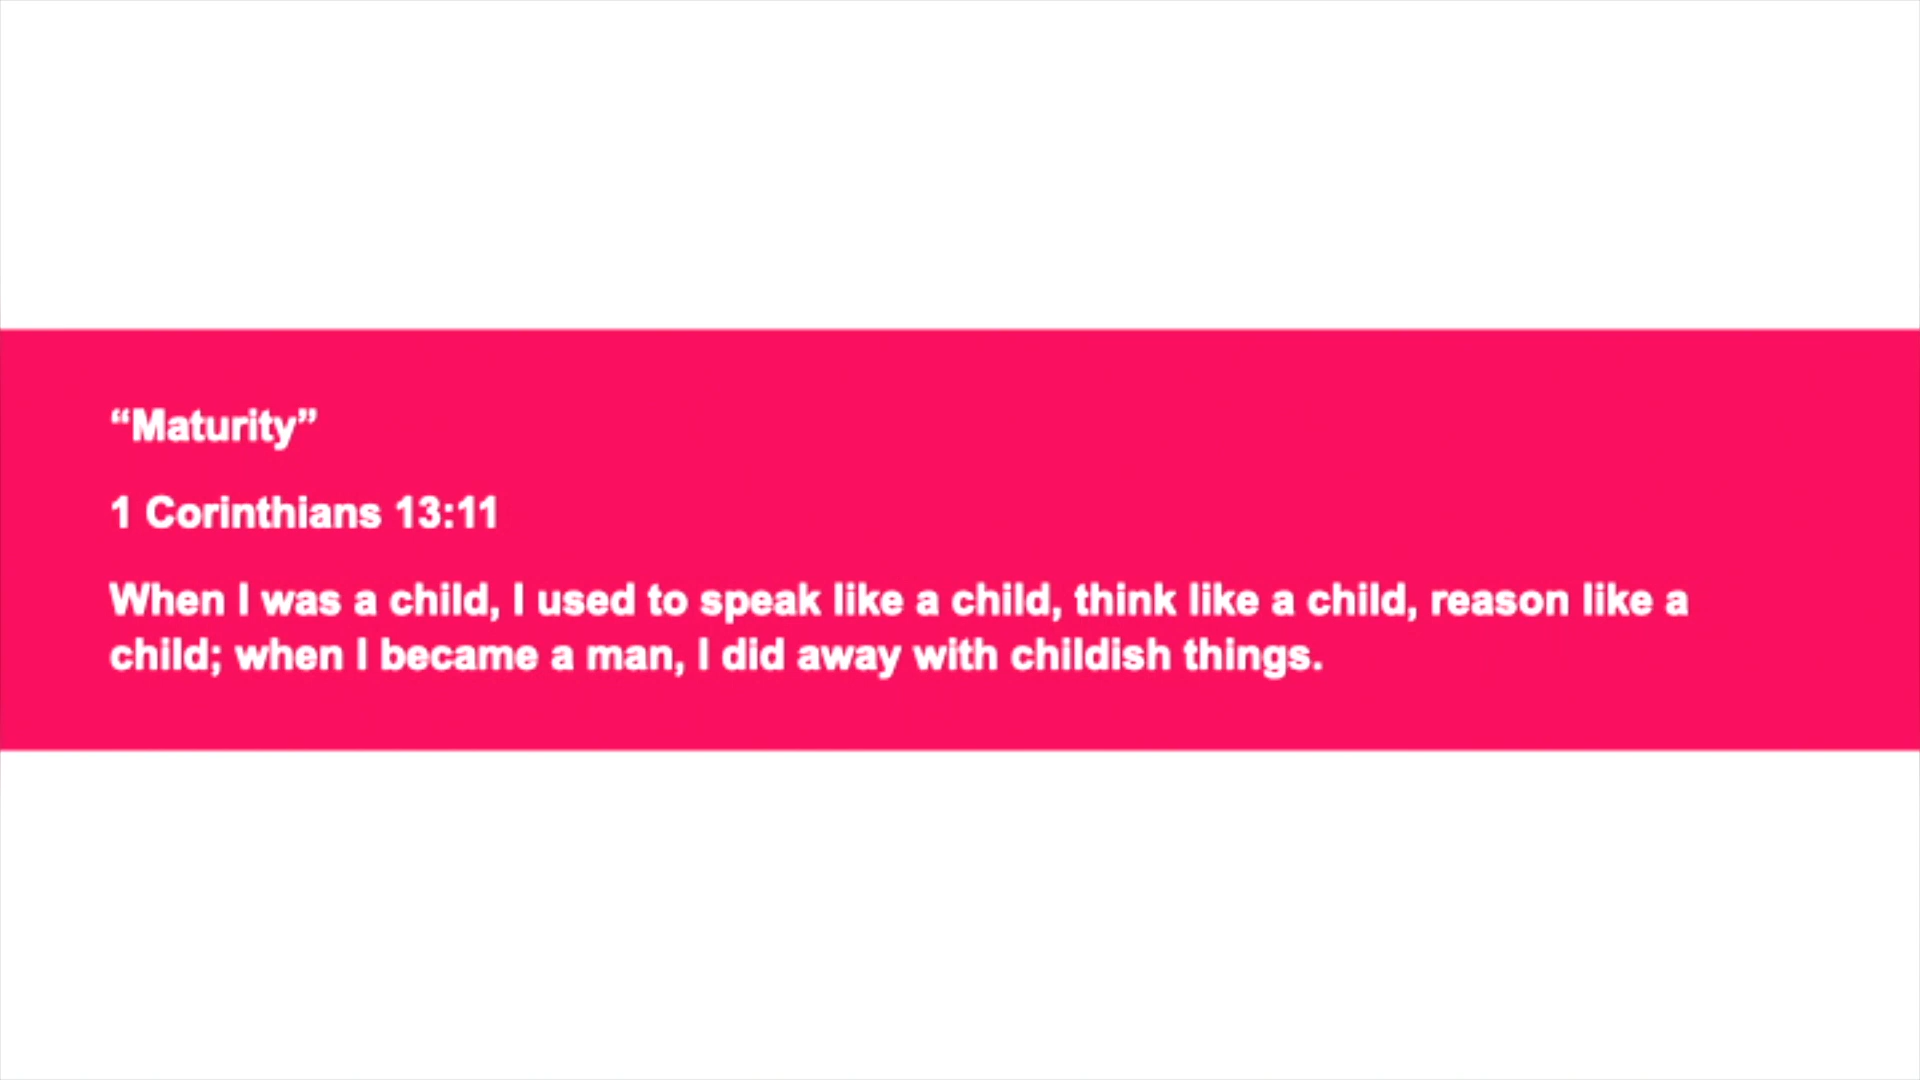 “Maturity”
1 Corinthians 13:11
When I was a child, I used to speak like a child, think like a child, reason like a
child; when I became a man, I did away with childish things.